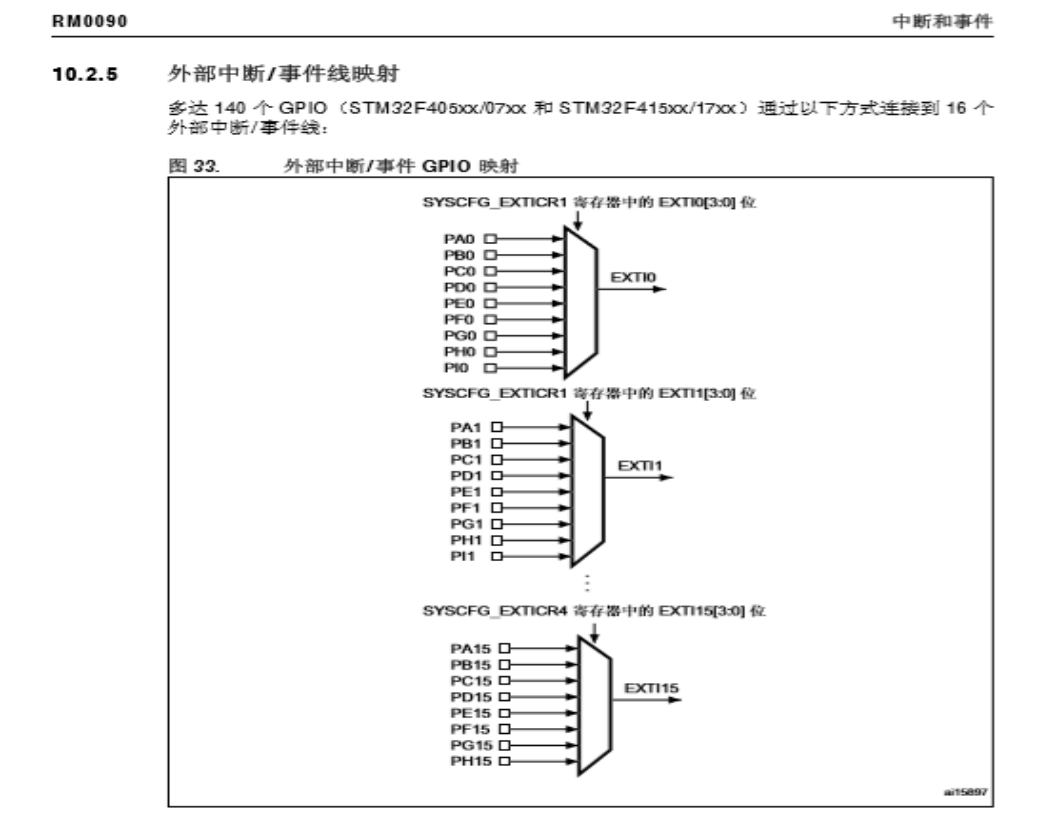 RM0090 中断和事件
10.2.5 外部中断/事件线映射
多达 140 个 GPIO（STM32F405xx/07xx 和 STM32F415xx/17xx）通过以下方式连接到 16 个
外部中断/事件线：
图 33. 外部中断/事件 GPIO 映射
SYSCFG_EXTICR1 寄存器中的 EXTI0[3:0] 位
PA0
PB0
PC0
PD0
PE0
PF0
PG0
PH0
PI0
EXTI0
SYSCFG_EXTICR1 寄存器中的 EXTI1[3:0] 位
PA1
PB1
PC1
PD1
PE1
PF1
PG1
PH1
PI1
EXTI1
⋮
SYSCFG_EXTICR4 寄存器中的 EXTI15[3:0] 位
PA15
PB15
PC15
PD15
PE15
PF15
PG15
PH15
EXTI15
ai15897